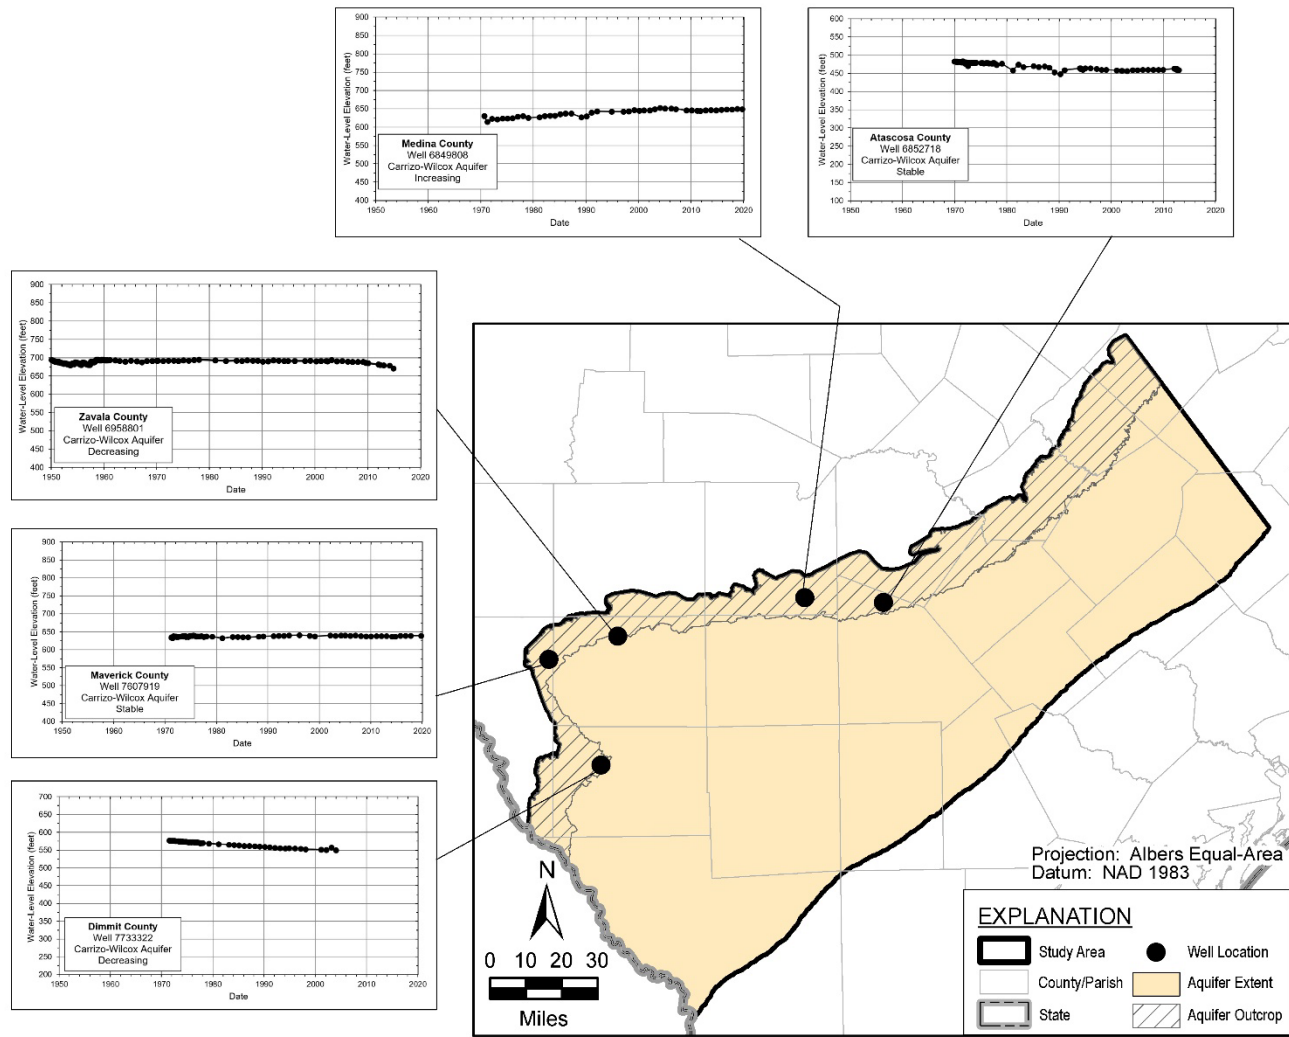 900
850
800
750
700
650
600
550
500
450
400
Water-Level Elevation (feet)
Medina County
Well 6849808
Carrizo-Wilcox Aquifer
Increasing
1950 1960 1970 1980 1990 2000 2010 2020
Date
600
550
500
450
400
350
300
250
200
150
100
Water-Level Elevation (feet)
Atascosa County
Well 6852718
Carrizo-Wilcox Aquifer
Stable
1950 1960 1970 1980 1990 2000 2010 2020
Date
900
850
800
750
700
650
600
550
500
450
400
Water-Level Elevation (feet)
Zavala County
Well 6958801
Carrizo-Wilcox Aquifer
Decreasing
1950 1960 1970 1980 1990 2000 2010 2020
Date
900
850
800
750
700
650
600
550
500
450
400
Water-Level Elevation (feet)
Maverick County
Well 7607919
Carrizo-Wilcox Aquifer
Stable
1950 1960 1970 1980 1990 2000 2010 2020
Date
700
650
600
550
500
450
400
350
300
250
200
Water-Level Elevation (feet)
Dimmit County
Well 7733322
Carrizo-Wilcox Aquifer
Decreasing
1950 1960 1970 1980 1990 2000 2010 2020
Date
N
0 10 20 30
Miles
Projection: Albers Equal-Area
Datum: NAD 1983
EXPLANATION
Study Area
Well Location
County/Parish
Aquifer Extent
State
Aquifer Outcrop